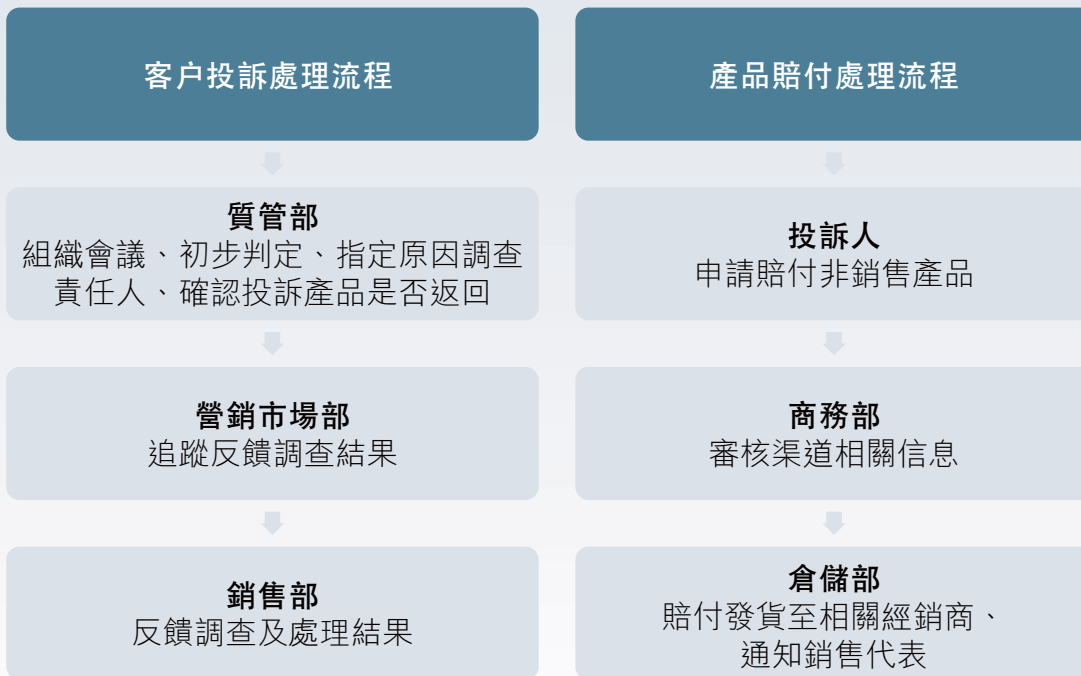 客户投訴處理流程
質管部
組織會議、初步判定、指定原因調查
責任人、確認投訴產品是否返回
營銷市場部
追蹤反饋調查結果
銷售部
反饋調查及處理結果
產品賠付處理流程
投訴人
申請賠付非銷售產品
商務部
審核渠道相關信息
倉儲部
賠付發貨至相關經銷商、
通知銷售代表